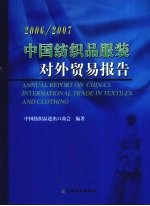 2006/2007
中国纺织品服装
对外贸易报告
ANNUAL REPORT ON CHINA'S
INTERNATIONAL TRADE IN TEXTILES
AND CLOTHING
中国纺织品进出口商会 编著